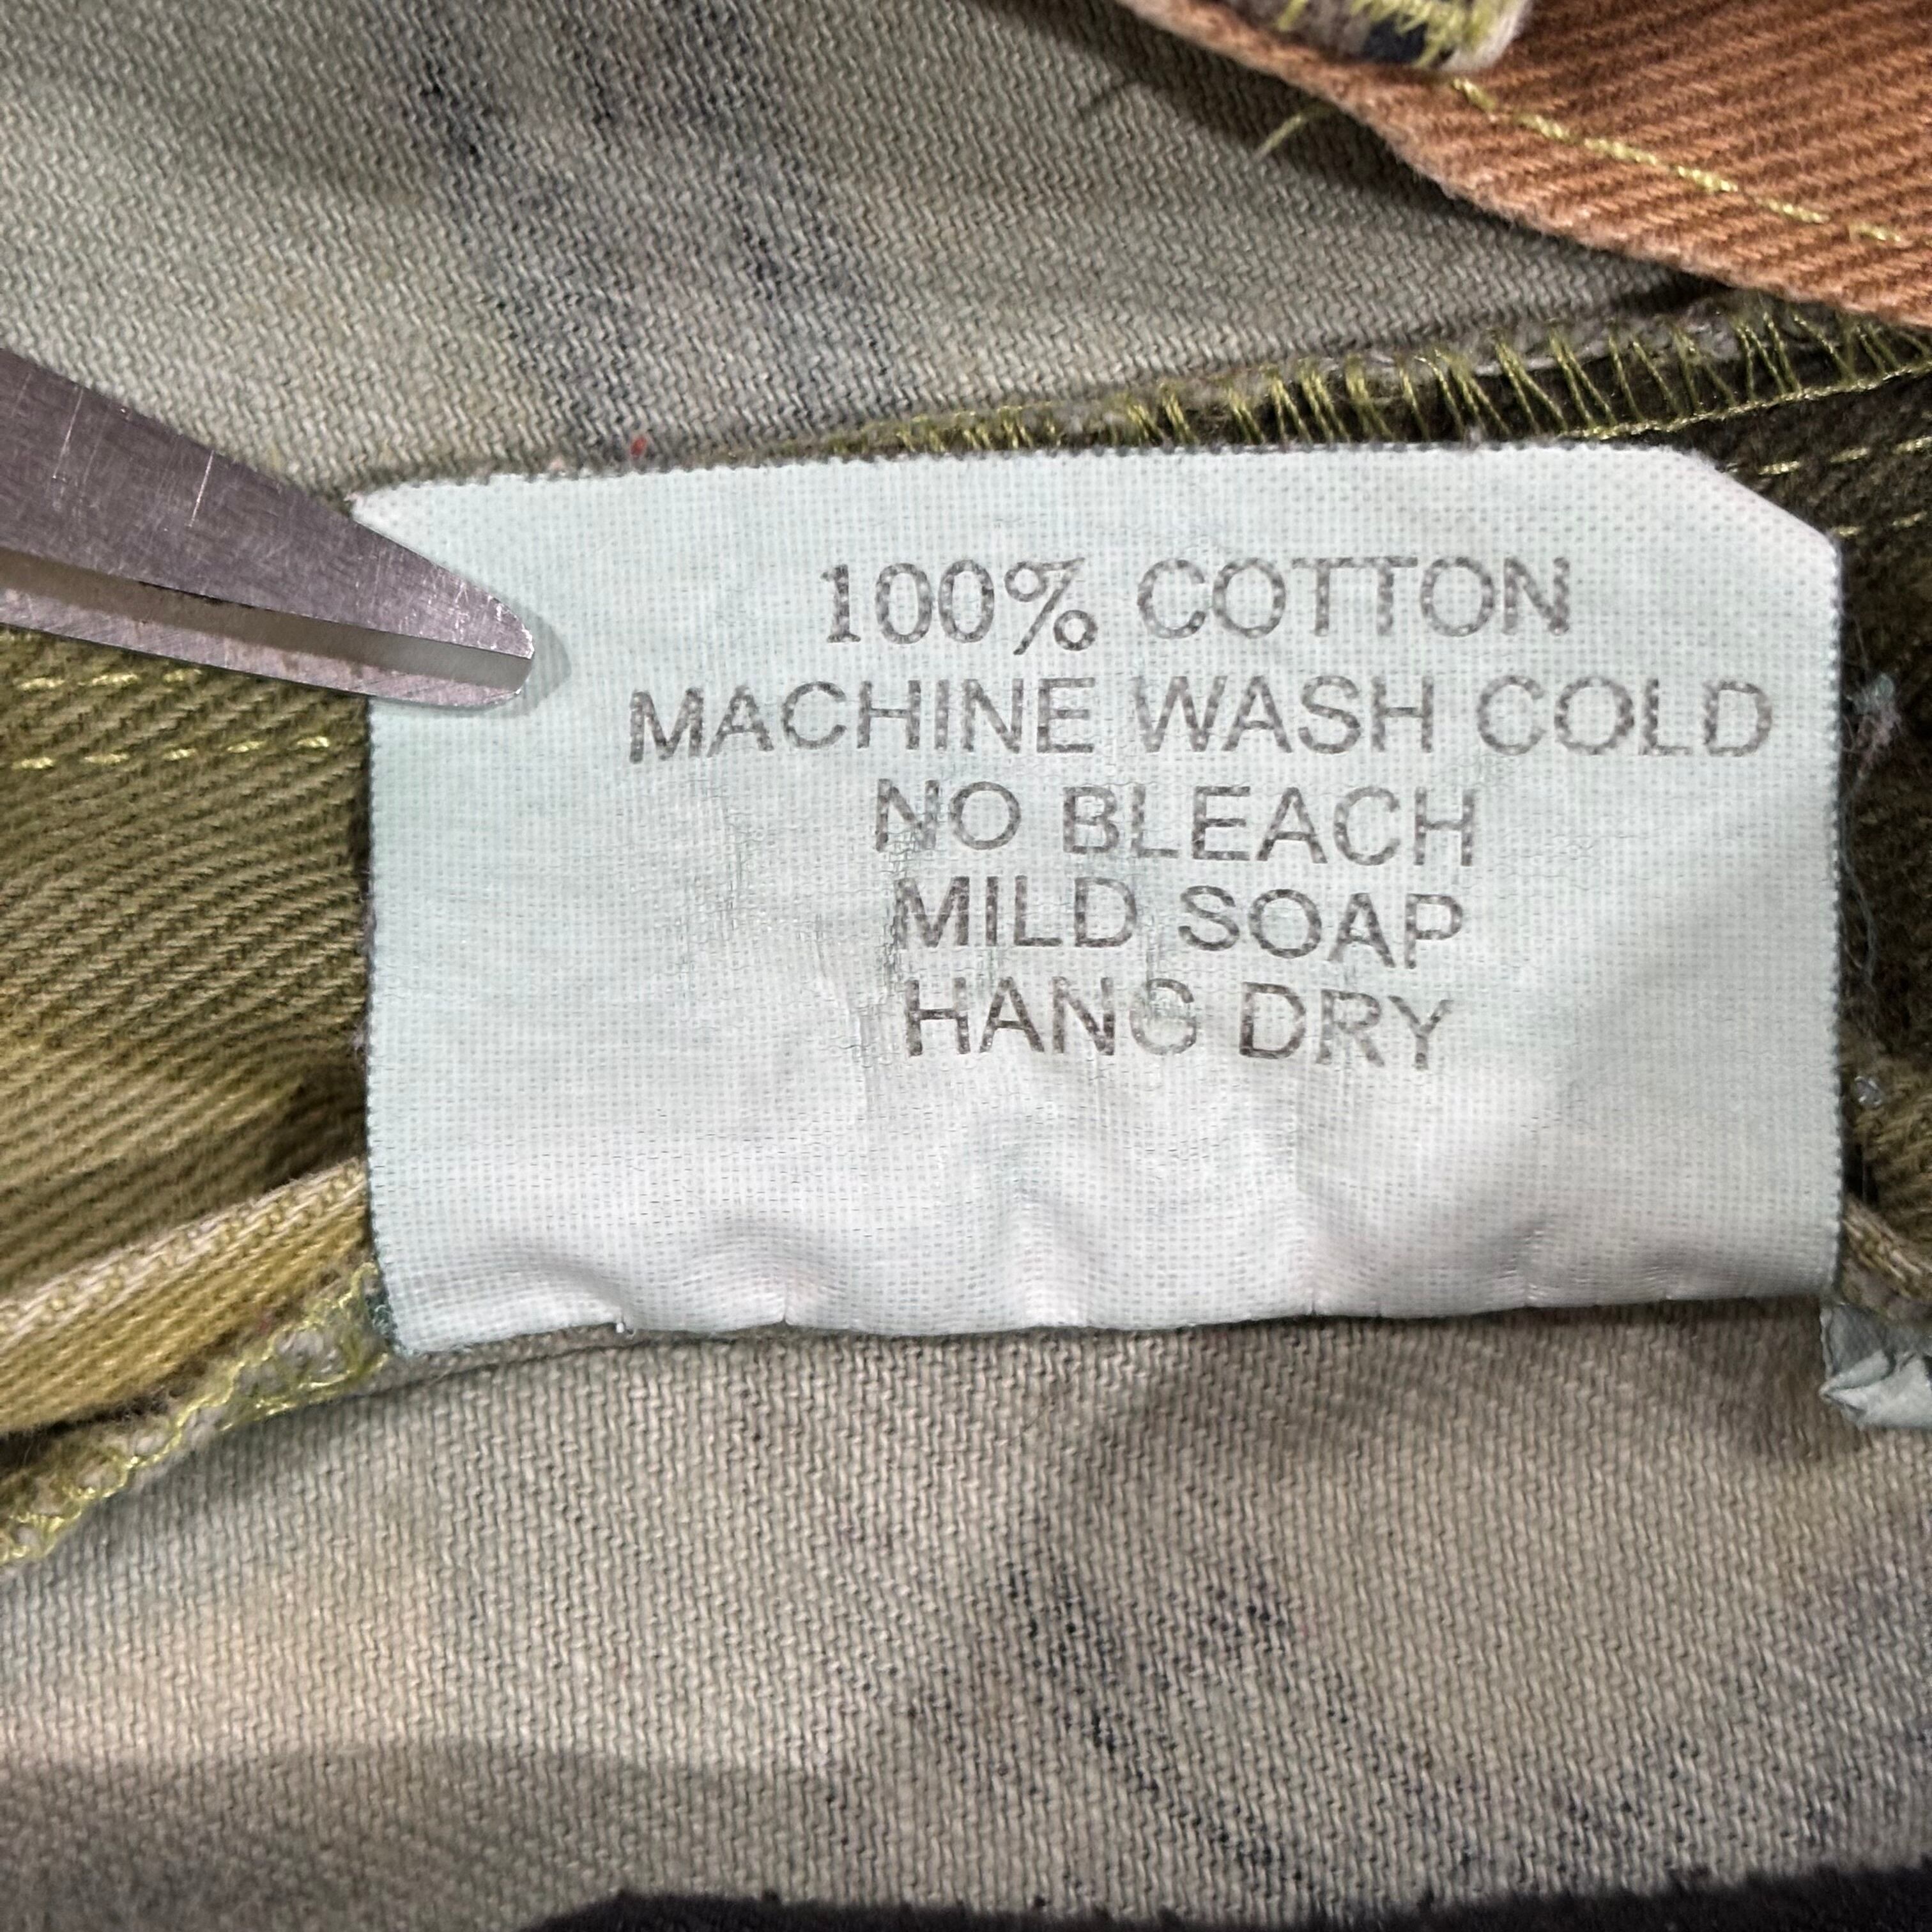 100% COTTON
MACHINE WASH COLD
NO BLEACH
MILD SOAP
HANG DRY